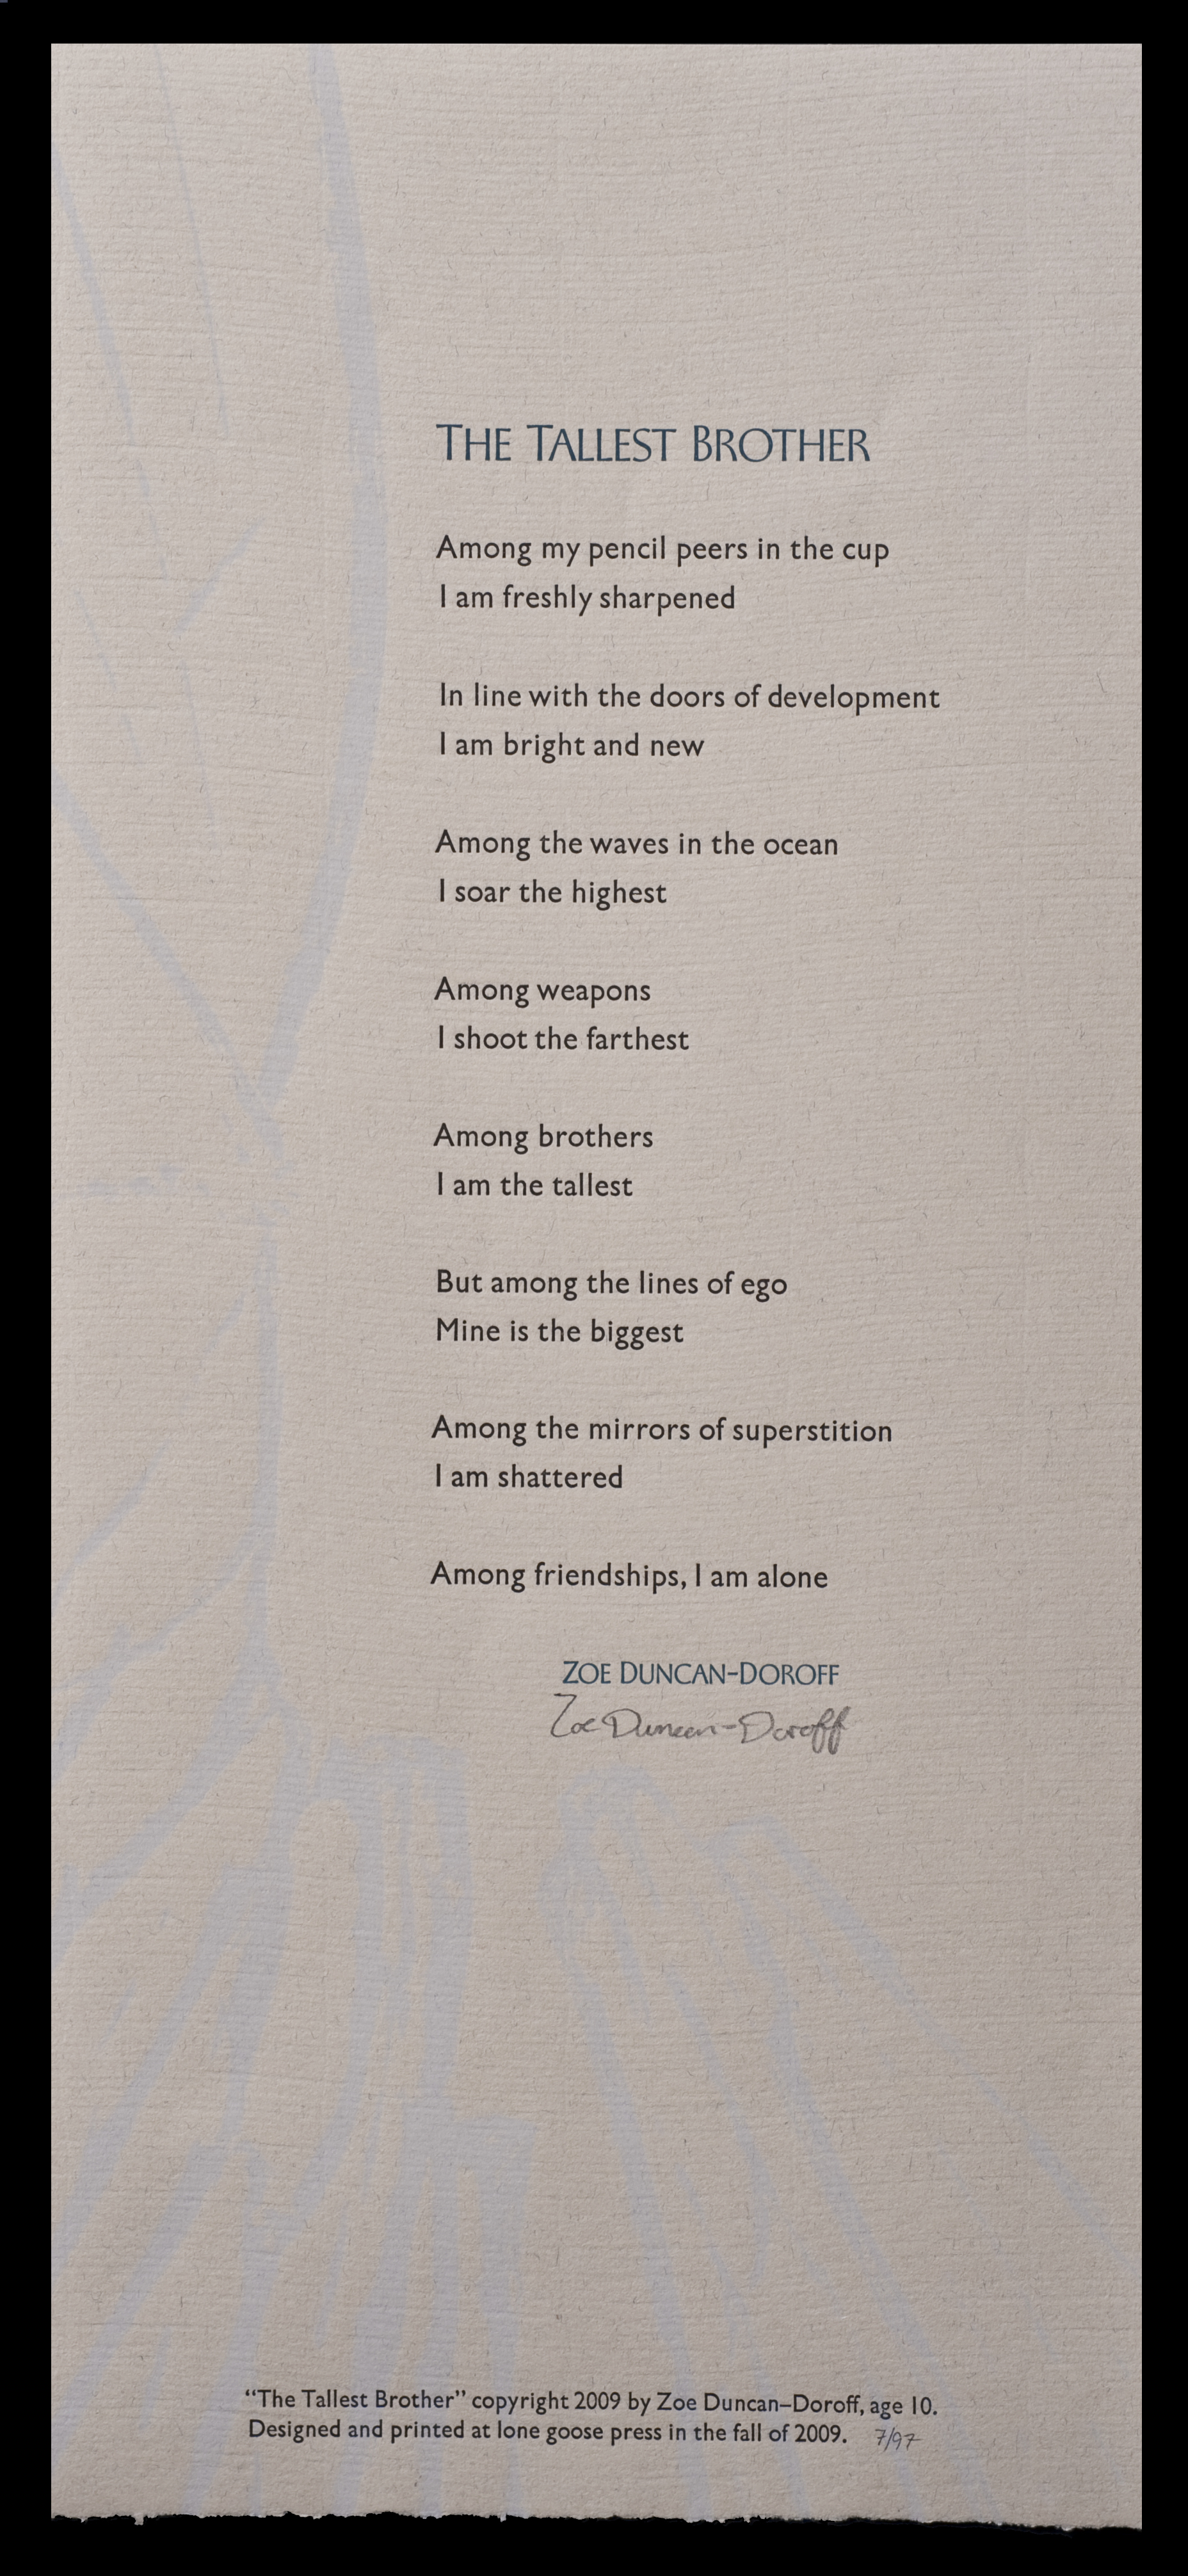 THE TALLEST BROTHER
Among my pencil peers in the cup
I am freshly sharpened
In line with the doors of development
I am bright and new
Among the waves in the ocean
I soar the highest
Among weapons
I shoot the farthest
Among brothers
I am the tallest
But among the lines of ego
Mine is the biggest
Among the mirrors of superstition
I am shattered
Among friendships, I am alone
ZOE DUNCAN-DOROFF
Zoe Duncan-Doroff
“The Tallest Brother” copyright 2009 by Zoe Duncan–Doroff, age 10.
Designed and printed at lone goose press in the fall of 2009. 7/97